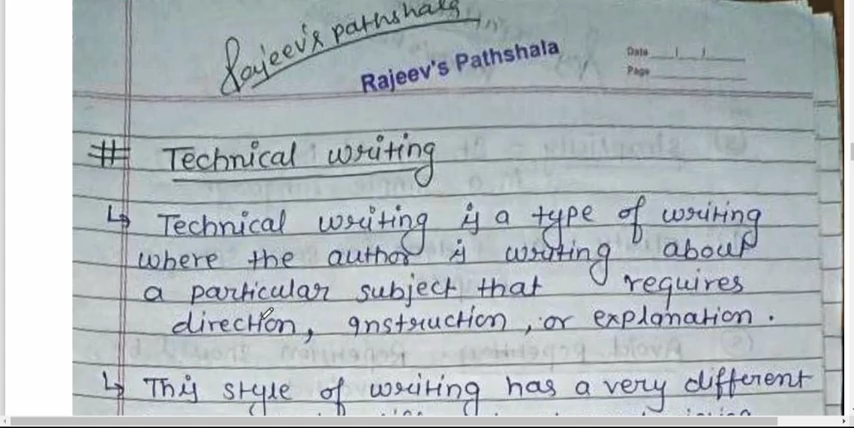 Rajeev's pathshala
Rajeev's Pathshala
Date
Page
# Technical writing
↳ Technical writing is a type of writing
where the author is writing about
a particular subject that requires
direction, instruction, or explanation.
↳ This style of writing has a very different